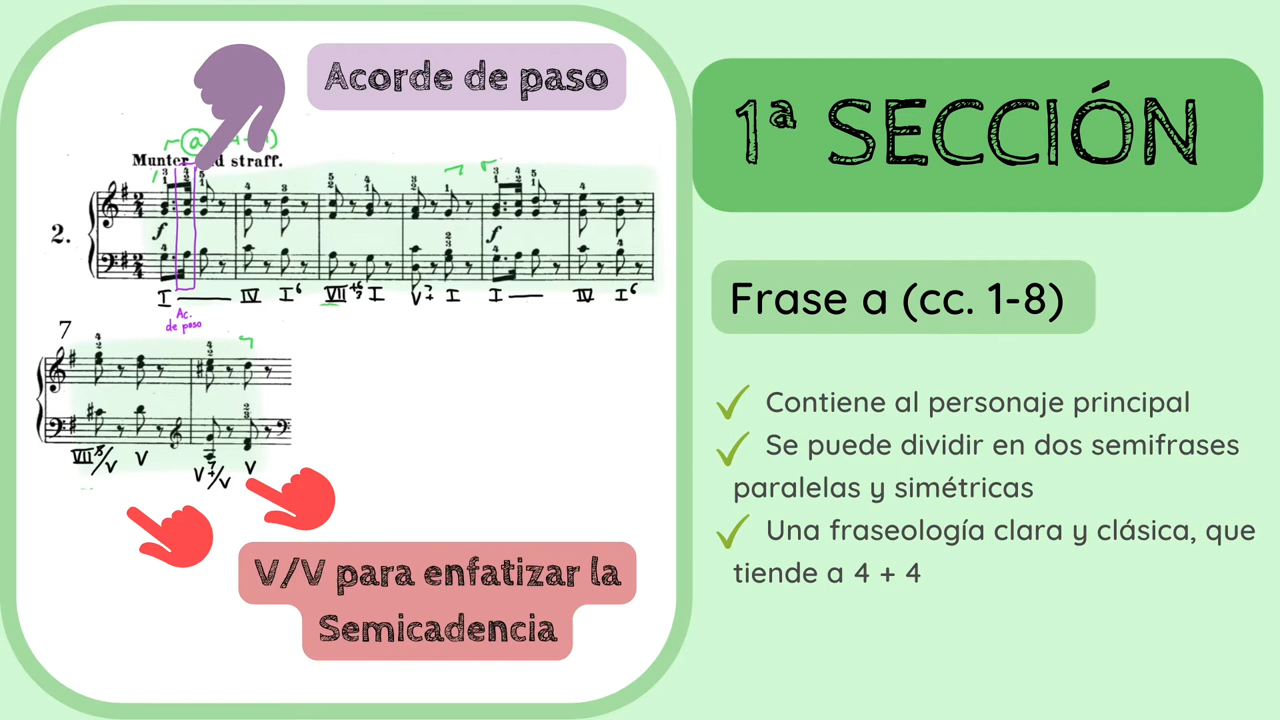 Acorde de paso
1ª SECCIÓN
a
Munter und straff.
2.
f
f
I
IV
I6
VII
I
V
I
I
IV
I6
Ac.
de paso
Frase a (cc. 1-8)
7
Contiene al personaje principal
Se puede dividir en dos semifrases
paralelas y simétricas
Una fraseología clara y clásica, que
tiende a 4 + 4
VII /V
V
V /V
V
V/V para enfatizar la
Semicadencia